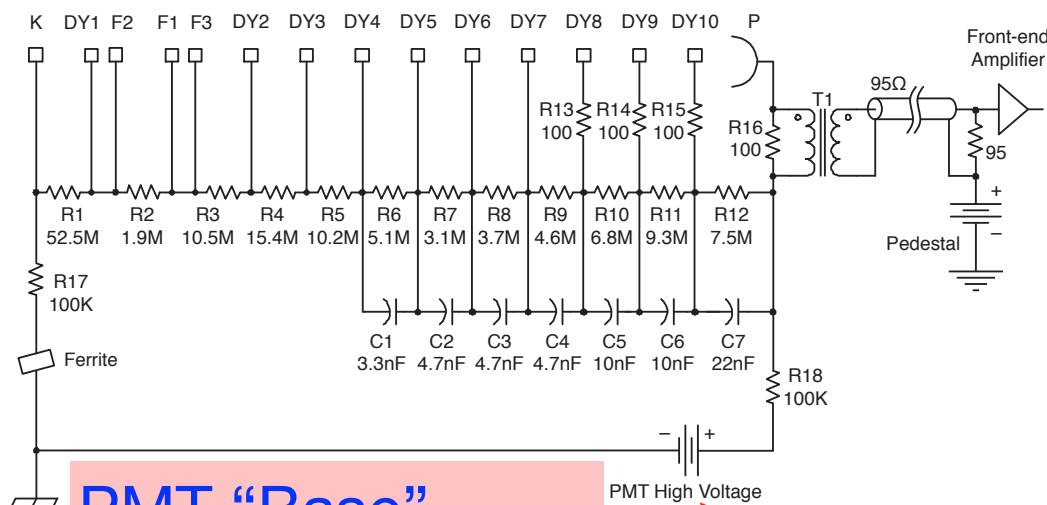 K DY1 F2 F1 F3 DY2 DY3 DY4 DY5 DY6 DY7 DY8 DY9 DY10 P
Front-end
Amplifier
R13
100
R14
100
R15
100
R16
100
T1
95Ω
95
R1
52.5M
R2
1.9M
R3
10.5M
R4
15.4M
R5
10.2M
R6
5.1M
R7
3.1M
R8
3.7M
R9
4.6M
R10
6.8M
R11
9.3M
R12
7.5M
+
Pedestal
–
R17
100K
Ferrite
C1
3.3nF
C2
4.7nF
C3
4.7nF
C4
4.7nF
C5
10nF
C6
10nF
C7
22nF
R18
100K
– +
PMT High Voltage
PMT “Base”